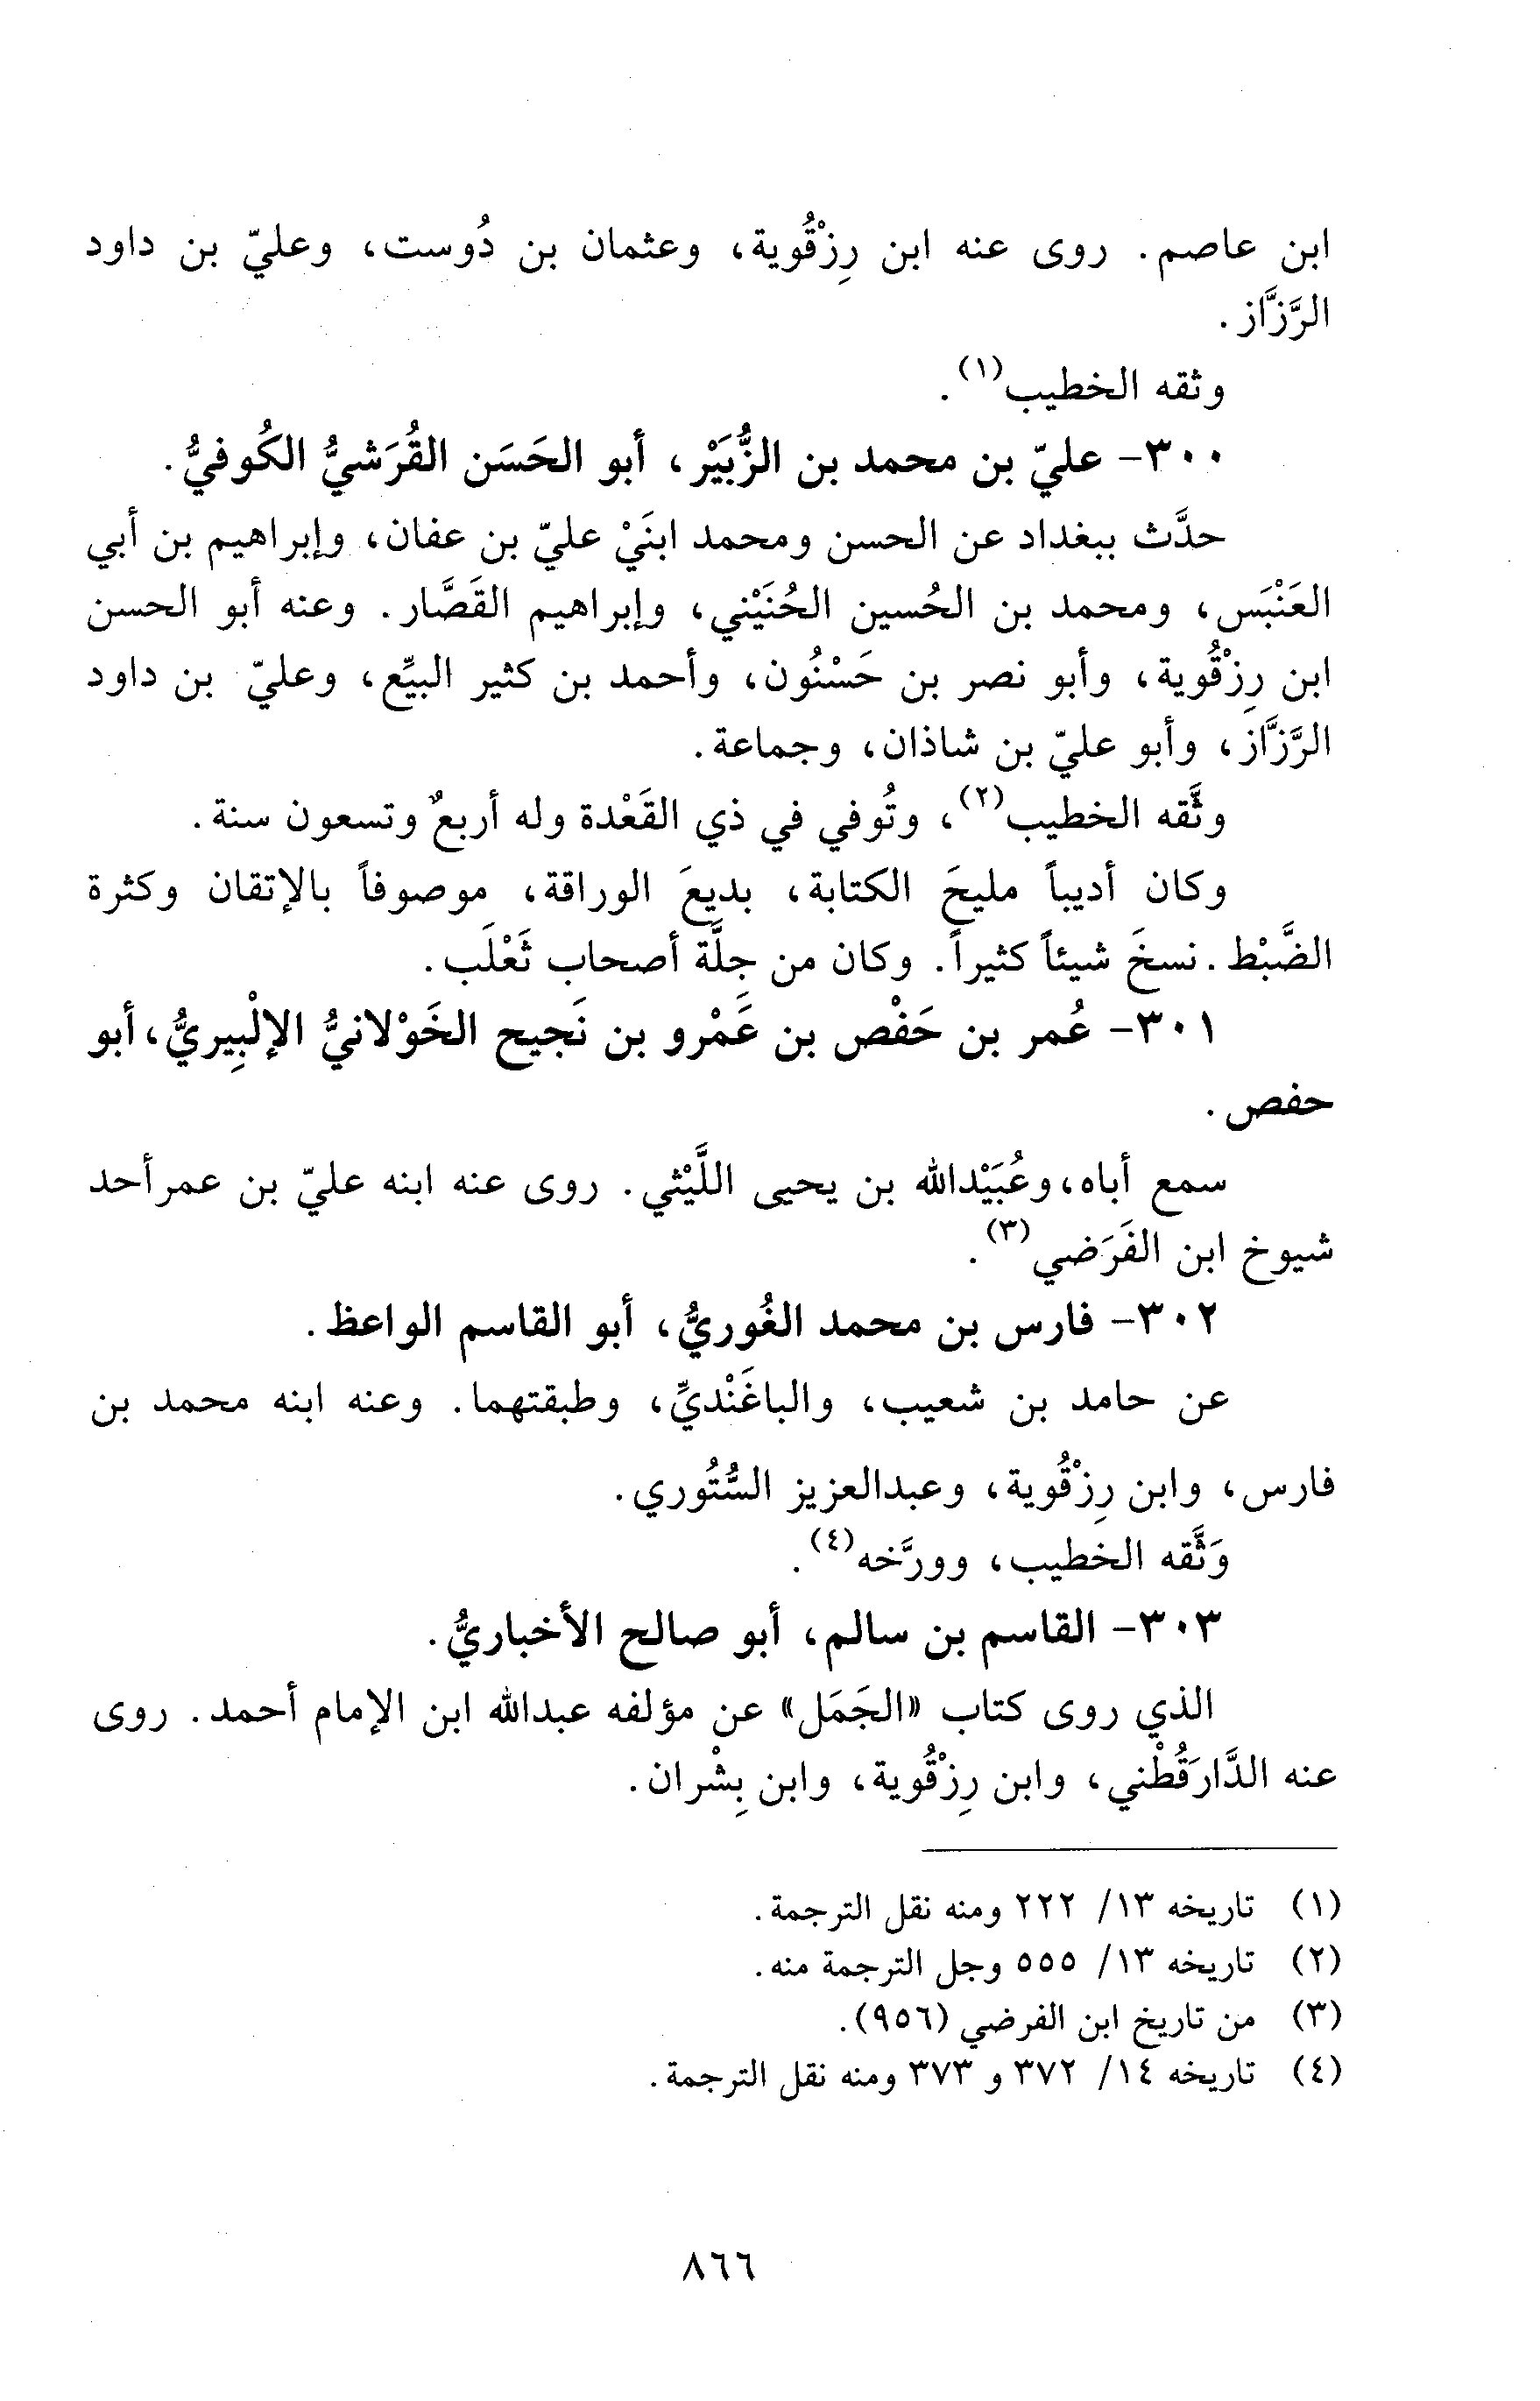 ابن عاصم. روى عنه ابن رِزْقُوية، وعثمان بن دُوست، وعليّ بن داود
الرَّزاَّز.
وثقه الخطيب(١).
٣٠٠- عليّ بن محمد بن الزُّبَيْر، أبو الحَسَن القُرَشيُّ الكُوفيُّ.
حدَّث ببغداد عن الحسن ومحمد ابنَيْ عليّ بن عفان، وإبراهيم بن أبي
العَنْبَس، ومحمد بن الحُسين الحُنَيْني، وإبراهيم القَصَّار. وعنه أبو الحسن
ابن رِزْقُوية، وأبو نصر بن حَسْنُون، وأحمد بن كثير البيِّع، وعليّ بن داود
الرَّزَّاز، وأبو عليّ بن شاذان، وجماعة.
وثَّقه الخطيب(٢)، وتُوفي في ذي القَعْدة وله أربعٌ وتسعون سنة.
وكان أديباً مليحَ الكتابة، بديعَ الوراقة، موصوفاً بالإتقان وكثرة
الضَّبْط. نسخَ شيئاً كثيراً. وكان من جِلَّة أصحاب ثَعْلَب.
٣٠١- عُمر بن حَفْص بن عَمْرو بن نَجيح الخَوْلانيُّ الإلْبِيريُّ، أبو
حفص.
سمع أباه، وعُبَيْدالله بن يحيى اللَّيْثي. روى عنه ابنه عليّ بن عمر أحد
شيوخ ابن الفَرَضي(٣).
٣٠٢- فارس بن محمد الغُوريُّ، أبو القاسم الواعظ.
عن حامد بن شعيب، والباغَنْديِّ، وطبقتهما. وعنه ابنه محمد بن
فارس، وابن رِزْقُوية، وعبدالعزيز السُّتُوري.
وَثَّقه الخطيب، وورَّخه(٤).
٣٠٣- القاسم بن سالم، أبو صالح الأخباريُّ.
الذي روى كتاب «الجَمَل» عن مؤلفه عبدالله ابن الإمام أحمد. روى
عنه الدَّارَقُطْني، وابن رِزْقُوية، وابن بِشْران.
(١) تاريخه ١٣/ ٢٢٢ ومنه نقل الترجمة.
(٢) تاريخه ١٣/ ٥٥٥ وجل الترجمة منه.
(٣) من تاريخ ابن الفرضي (٩٥٦).
(٤) تاريخه ١٤/ ٣٧٢ و ٣٧٣ ومنه نقل الترجمة.
٨٦٦